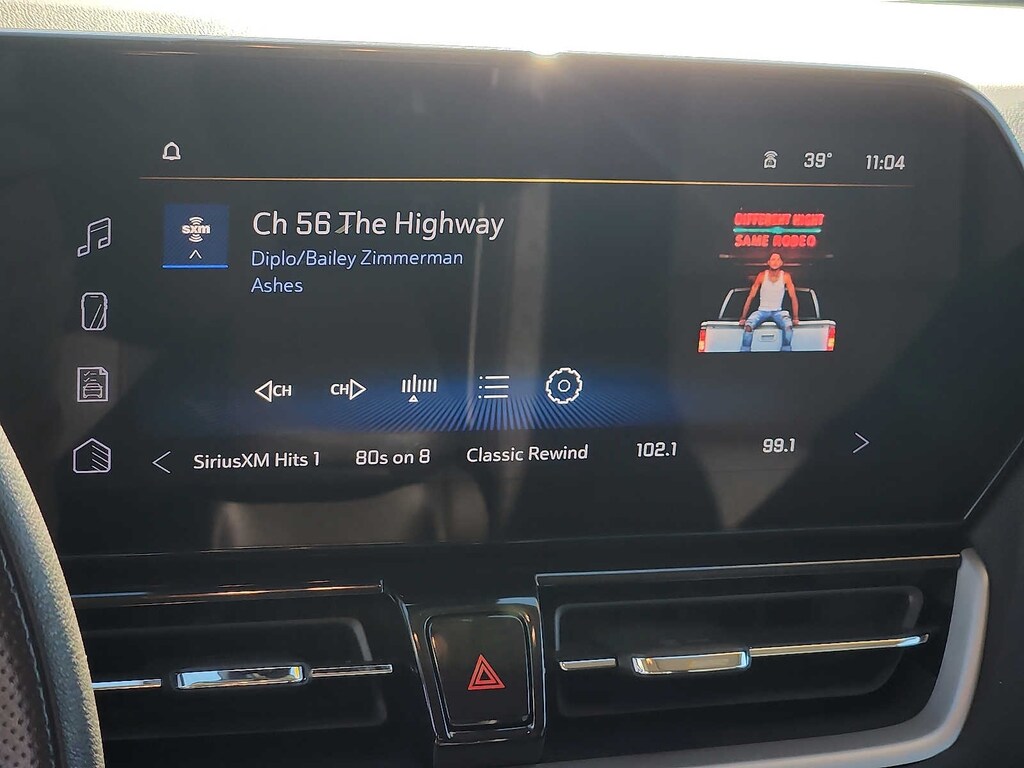 39° 11:04
sxm
Ch 56 The Highway
Diplo/Bailey Zimmerman
Ashes
DIFFERENT NIGHT
SAME RODEO
CH CH
SiriusXM Hits 1 80s on 8 Classic Rewind 102.1 99.1